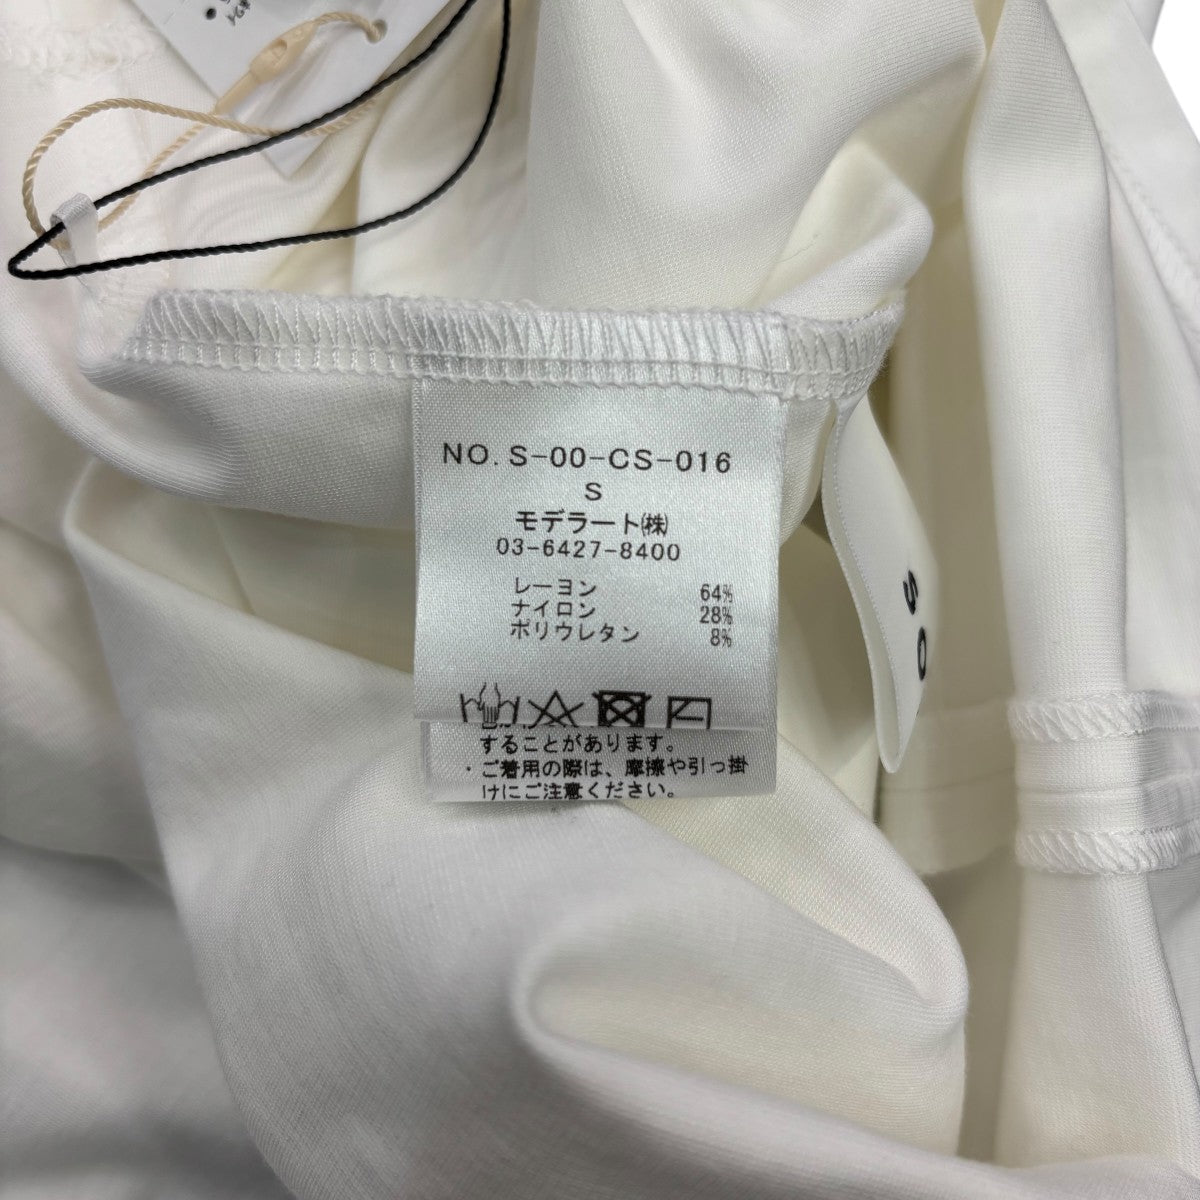 NO. S-00-CS-016
S
モデラート㈱
03-6427-8400
レーヨン 64%
ナイロン 28%
ポリウレタン 8%
することがあります。
・ご着用の際は、摩擦や引っ掛
けにご注意ください。
SO